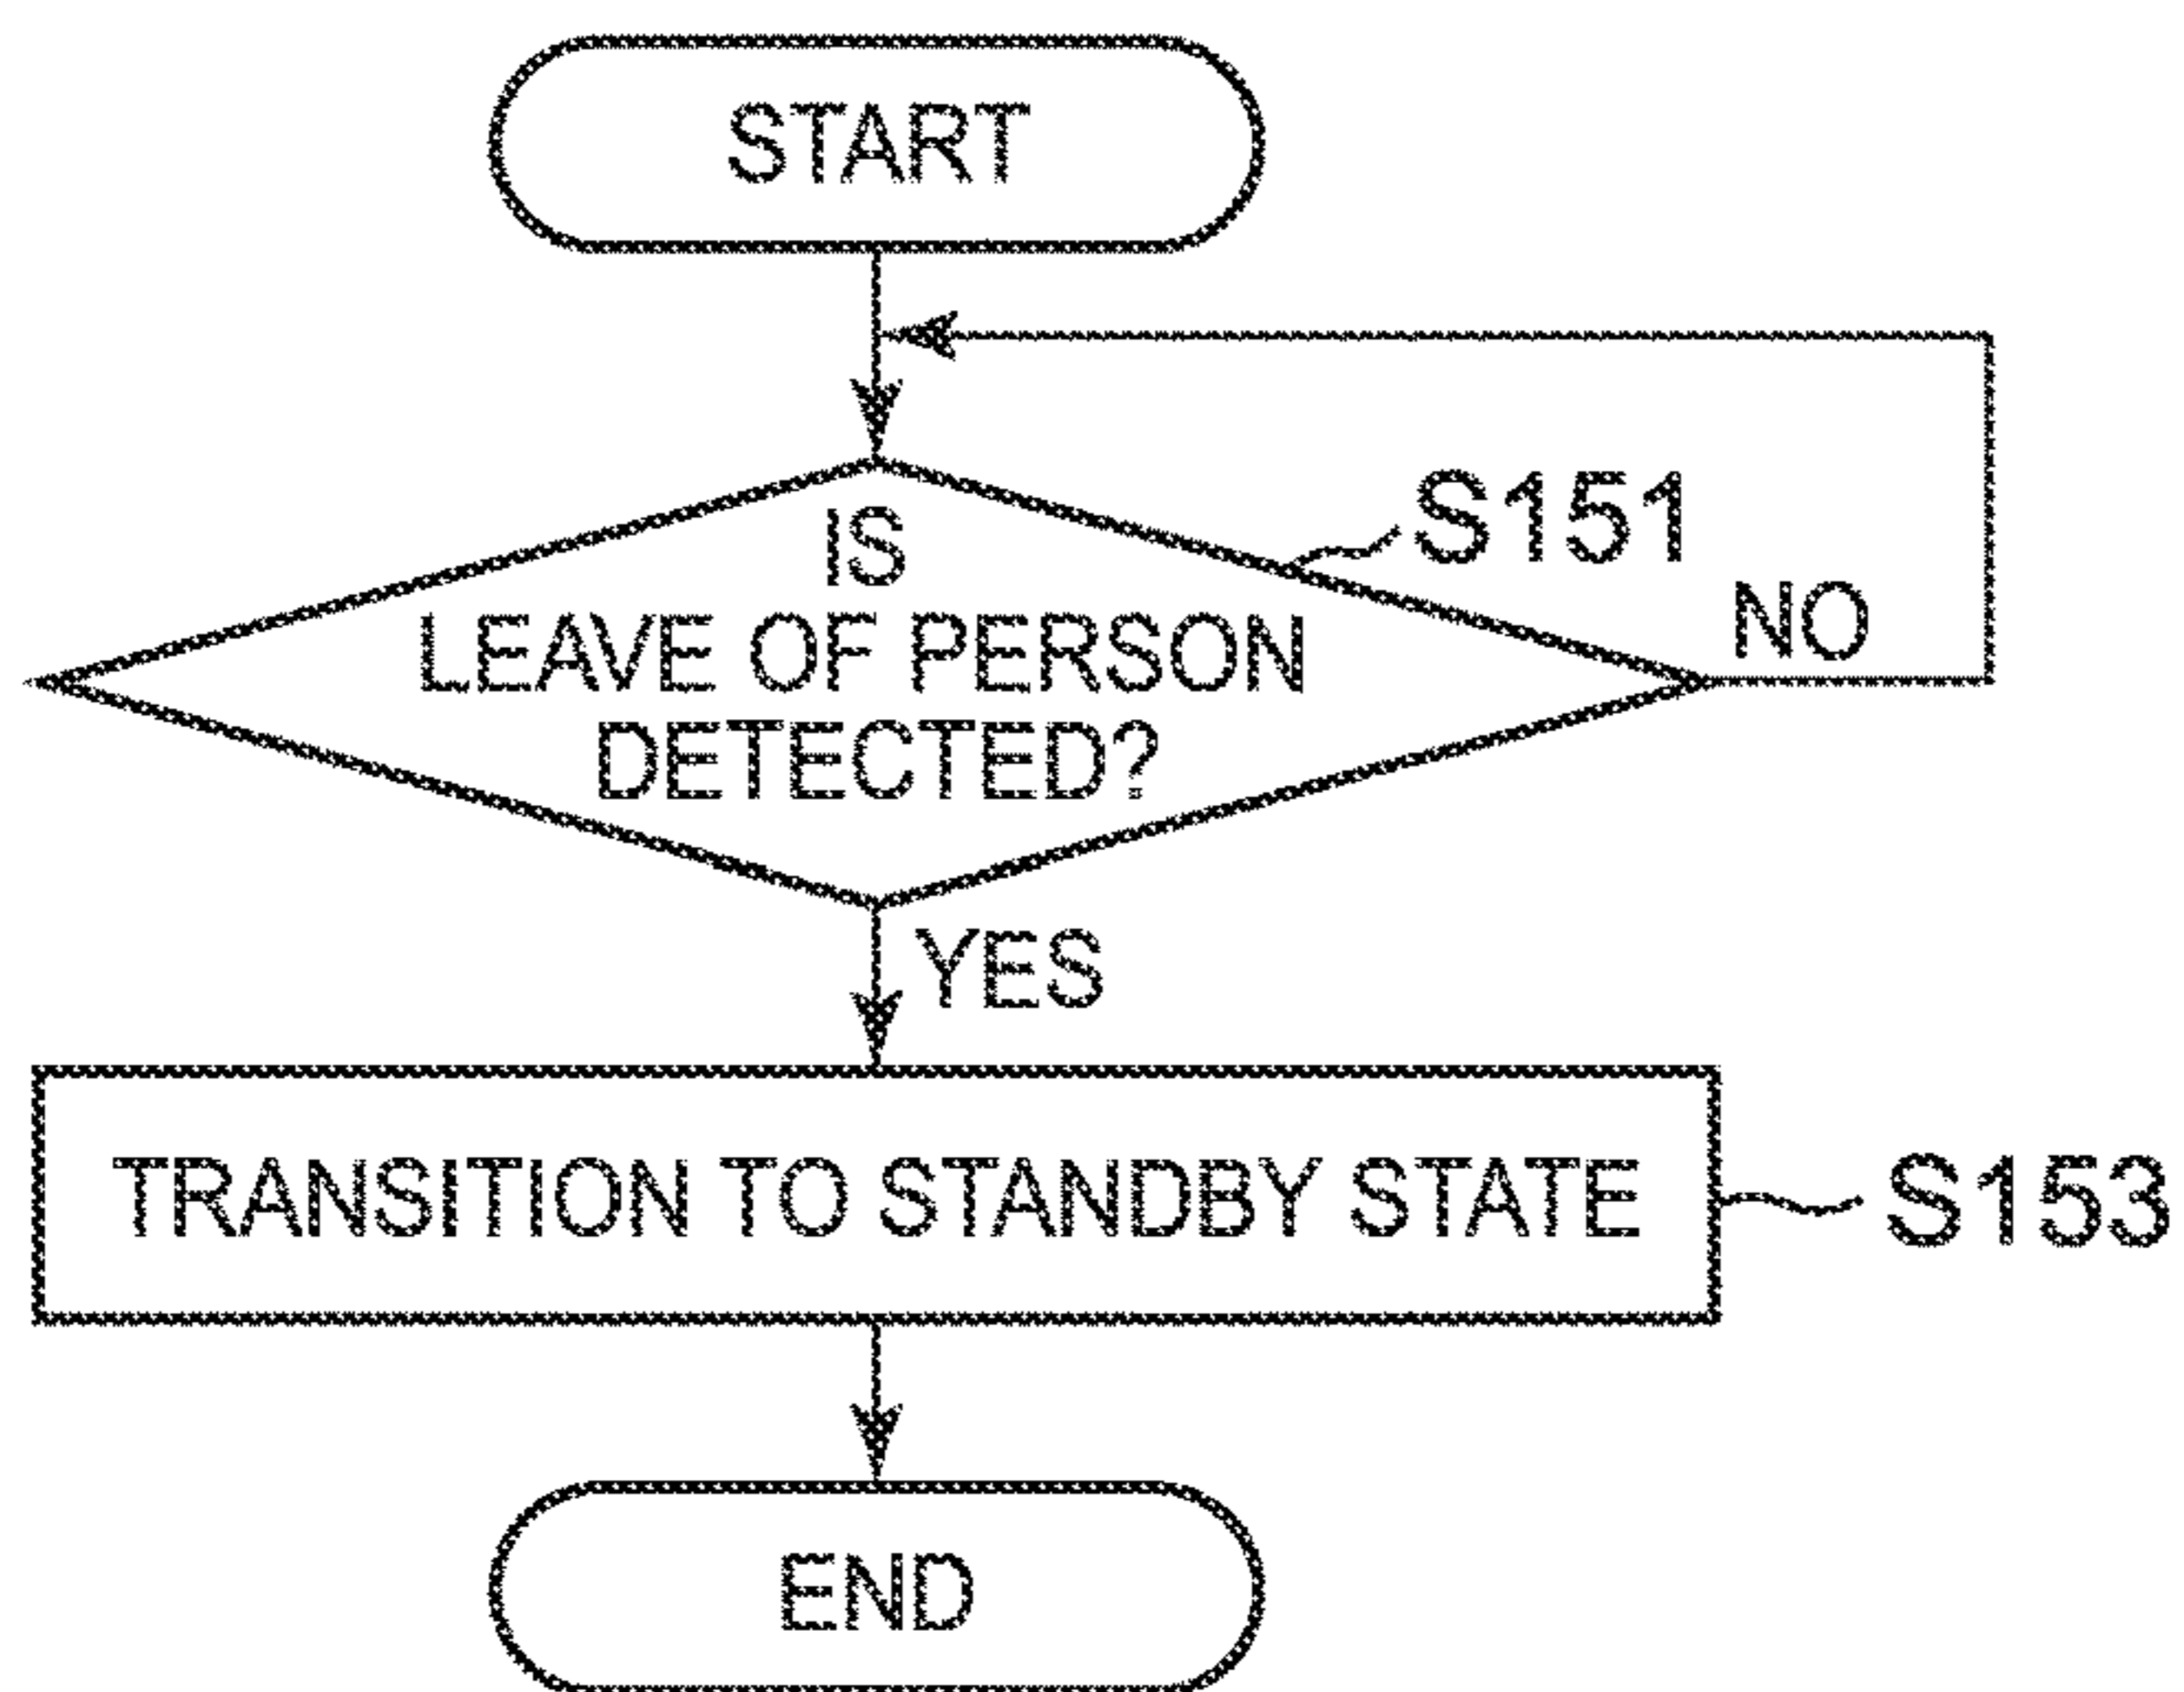 START
IS
LEAVE OF PERSON
DETECTED?
S151
NO
YES
TRANSITION TO STANDBY STATE
S153
END